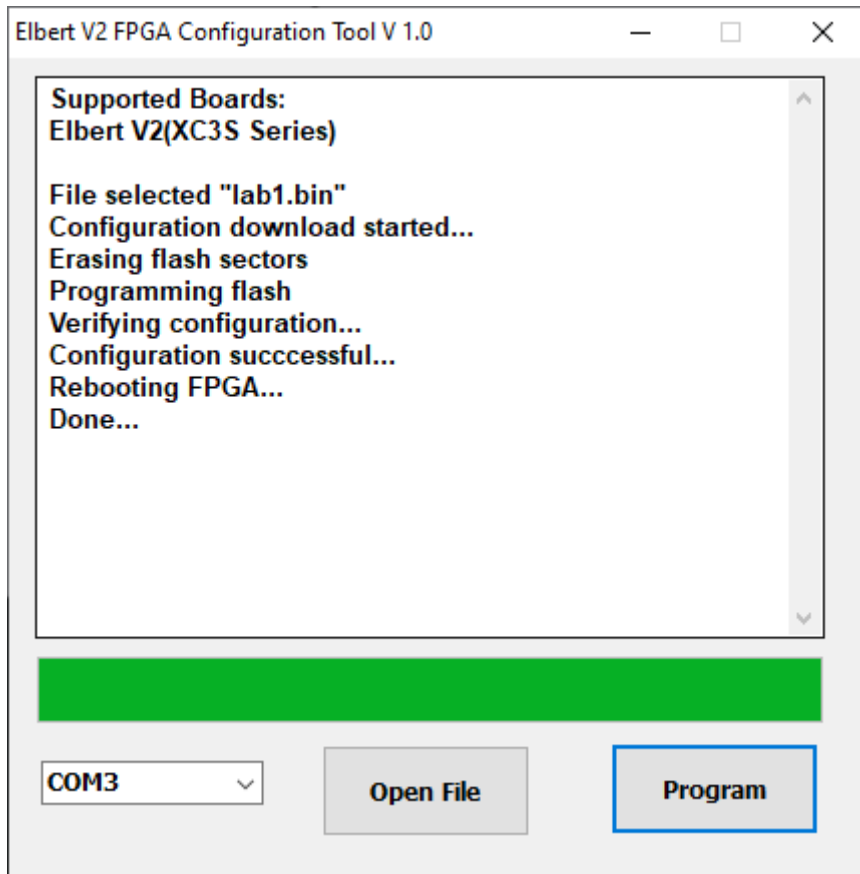 Elbert V2 FPGA Configuration Tool V 1.0
Supported Boards:
Elbert V2(XC3S Series)
File selected "lab1.bin"
Configuration download started...
Erasing flash sectors
Programming flash
Verifying configuration...
Configuration succcessful...
Rebooting FPGA...
Done...
COM3
Open File
Program